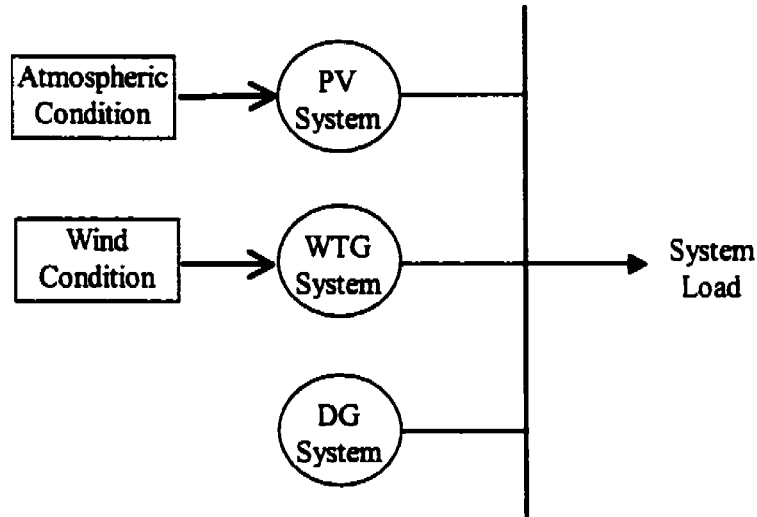 Atmospheric
Condition
PV
System
Wind
Condition
WTG
System
System
Load
DG
System